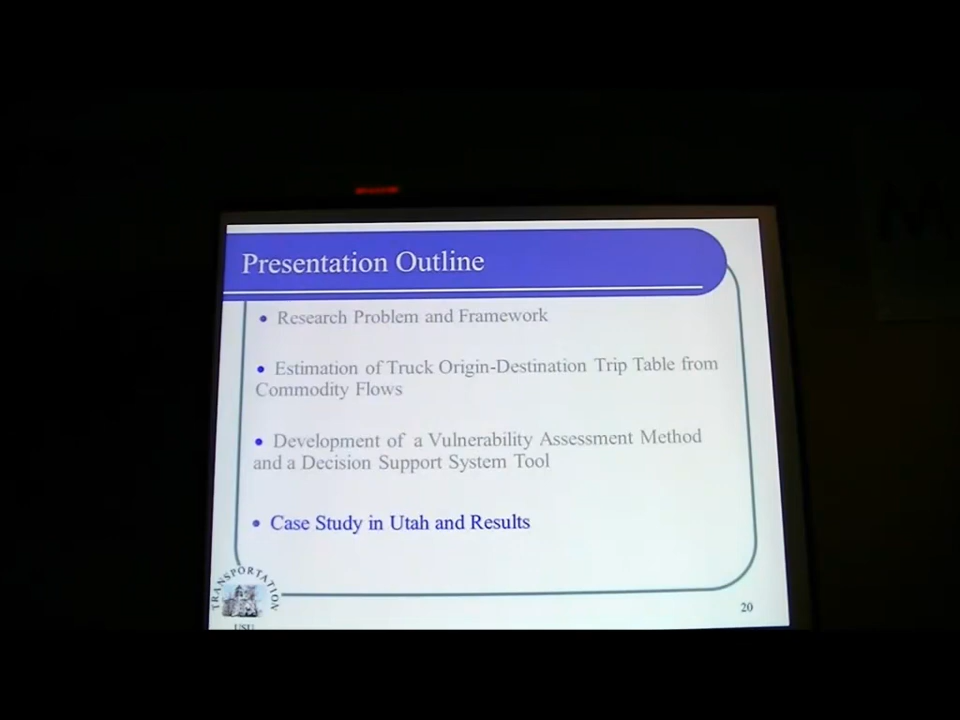 Presentation Outline
• Research Problem and Framework
• Estimation of Truck Origin-Destination Trip Table from
Commodity Flows
• Development of a Vulnerability Assessment Method
and a Decision Support System Tool
• Case Study in Utah and Results
TRANSPORTATION
USU
20